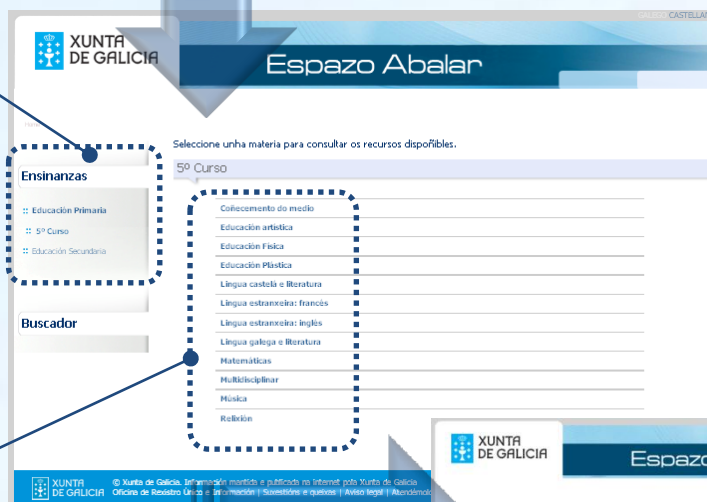 GALEGO CASTELLAN
XUNTA
DE GALICIA
Espazo Abalar
Home
Seleccione unha materia para consultar os recursos dispoñibles.
5º Curso
Ensinanzas
:: Educación Primaria
:: 5º Curso
:: Educación Secundaria
Buscador
Coñecemento do medio
Educación artística
Educación Física
Educación Plástica
Lingua castelá e literatura
Lingua estranxeira: francés
Lingua estranxeira: inglés
Lingua galega e literatura
Matemáticas
Multidisciplinar
Música
Relixión
XUNTA
DE GALICIA
© Xunta de Galicia. Información mantida e publicada na internet pola Xunta de Galicia
Oficina de Rexistro Único e Información | Suxestións e queixas | Aviso legal | Atendémol
XUNTA
DE GALICIA
Espazo